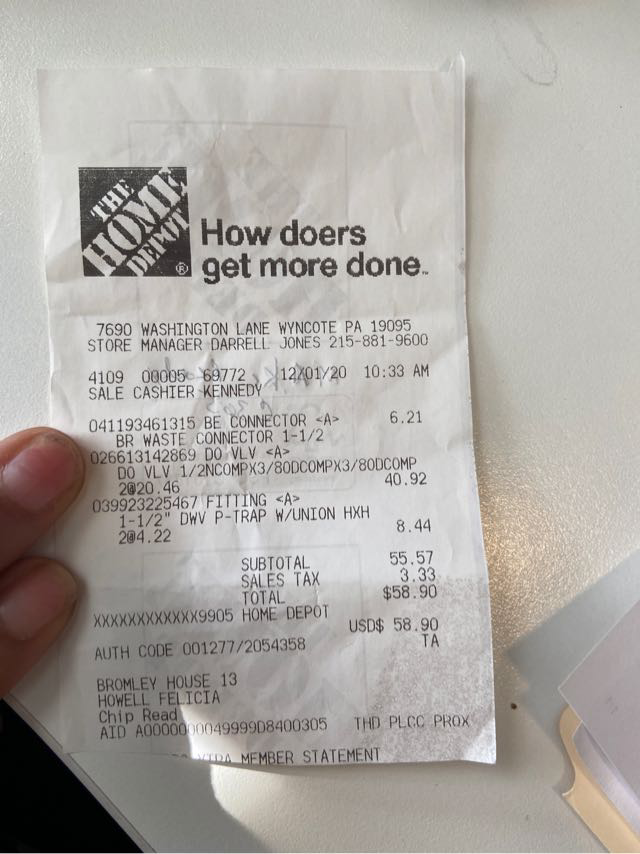 THE
HOME
DEPOT
®
How doers
get more done™
7690 WASHINGTON LANE WYNCOTE PA 19095
STORE MANAGER DARRELL JONES 215-881-9600
4109 00005 69772 12/01/20 10:33 AM
SALE CASHIER KENNEDY
041193461315 BE CONNECTOR <A> 6.21
BR WASTE CONNECTOR 1-1/2
026613142869 DO VLV <A>
DO VLV 1/2NCOMPX3/8ODCOMPX3/8ODCOMP
2@20.46 40.92
039923225467 FITTING <A>
1-1/2" DWV P-TRAP W/UNION HXH
2@4.22 8.44
SUBTOTAL 55.57
SALES TAX 3.33
TOTAL $58.90
XXXXXXXXXXXX9905 HOME DEPOT
USD$ 58.90
AUTH CODE 001277/2054358 TA
BROMLEY HOUSE 13
HOWELL FELICIA
Chip Read
AID A0000000049999D8400305 THD PLCC PROX
MEMBER STATEMENT